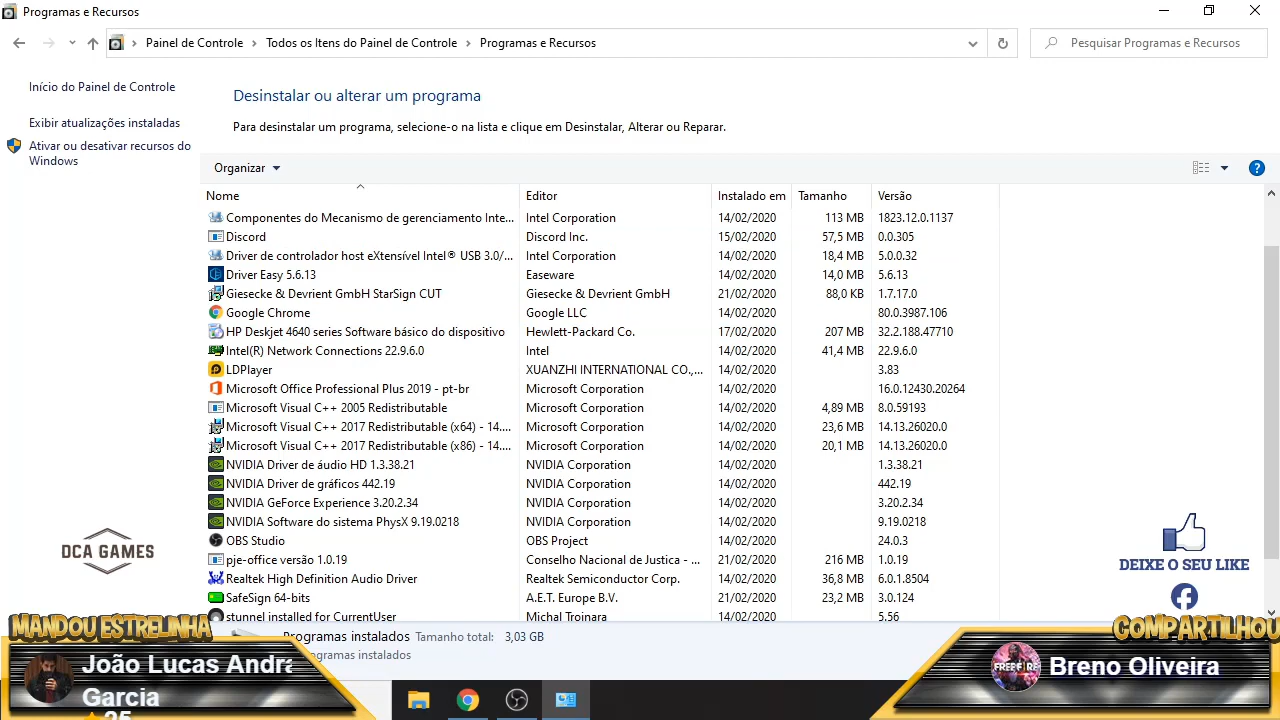 Programas e Recursos
Painel de Controle > Todos os Itens do Painel de Controle > Programas e Recursos
Pesquisar Programas e Recursos
Início do Painel de Controle
Exibir atualizações instaladas
Ativar ou desativar recursos do
Windows
Desinstalar ou alterar um programa
Para desinstalar um programa, selecione-o na lista e clique em Desinstalar, Alterar ou Reparar.
Organizar
Nome Editor Instalado em Tamanho Versão
Componentes do Mecanismo de gerenciamento Inte... Intel Corporation 14/02/2020 113 MB 1823.12.0.1137
Discord Discord Inc. 15/02/2020 57,5 MB 0.0.305
Driver de controlador host eXtensível Intel® USB 3.0/... Intel Corporation 14/02/2020 18,4 MB 5.0.0.32
Driver Easy 5.6.13 Easeware 14/02/2020 14,0 MB 5.6.13
Giesecke & Devrient GmbH StarSign CUT Giesecke & Devrient GmbH 21/02/2020 88,0 KB 1.7.17.0
Google Chrome Google LLC 14/02/2020 80.0.3987.106
HP Deskjet 4640 series Software básico do dispositivo Hewlett-Packard Co. 17/02/2020 207 MB 32.2.188.47710
Intel(R) Network Connections 22.9.6.0 Intel 14/02/2020 41,4 MB 22.9.6.0
LDPlayer XUANZHI INTERNATIONAL CO.,... 14/02/2020 3.83
Microsoft Office Professional Plus 2019 - pt-br Microsoft Corporation 14/02/2020 16.0.12430.20264
Microsoft Visual C++ 2005 Redistributable Microsoft Corporation 14/02/2020 4,89 MB 8.0.59193
Microsoft Visual C++ 2017 Redistributable (x64) - 14.... Microsoft Corporation 14/02/2020 23,6 MB 14.13.26020.0
Microsoft Visual C++ 2017 Redistributable (x86) - 14.... Microsoft Corporation 14/02/2020 20,1 MB 14.13.26020.0
NVIDIA Driver de áudio HD 1.3.38.21 NVIDIA Corporation 14/02/2020 1.3.38.21
NVIDIA Driver de gráficos 442.19 NVIDIA Corporation 14/02/2020 442.19
NVIDIA GeForce Experience 3.20.2.34 NVIDIA Corporation 14/02/2020 3.20.2.34
NVIDIA Software do sistema PhysX 9.19.0218 NVIDIA Corporation 14/02/2020 9.19.0218
OBS Studio OBS Project 14/02/2020 24.0.3
pje-office versão 1.0.19 Conselho Nacional de Justica - ... 21/02/2020 216 MB 1.0.19
Realtek High Definition Audio Driver Realtek Semiconductor Corp. 14/02/2020 36,8 MB 6.0.1.8504
SafeSign 64-bits A.E.T. Europe B.V. 21/02/2020 23,2 MB 3.0.124
stunnel installed for CurrentUser Michal Trojnara 14/02/2020 5.56
DCA GAMES
DEIXE O SEU LIKE
Programas instalados Tamanho total: 3,03 GB
rogramas instalados
MANDOU ESTRELINHA
João Lucas Andra
Garcia
25
COMPARTILHOU
FREE FIRE
Breno Oliveira